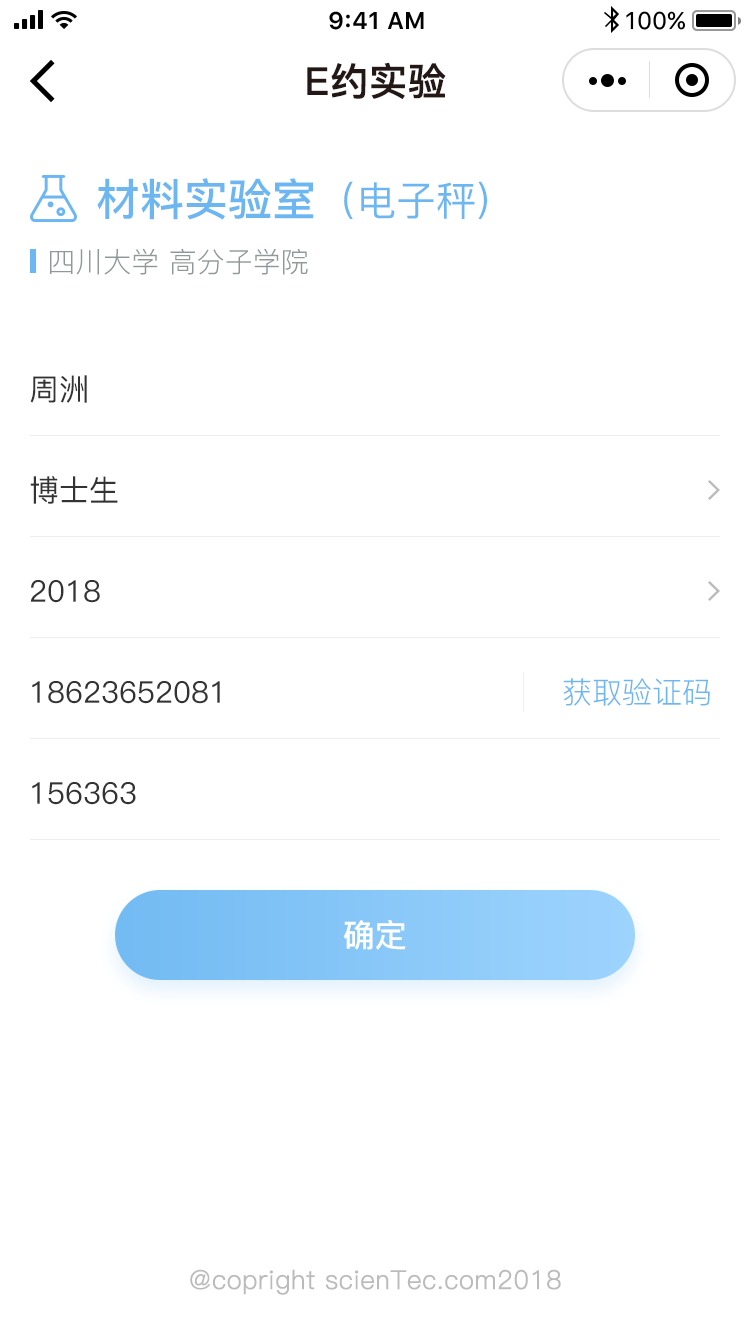 9:41 AM 100%
E约实验
材料实验室（电子秤）
四川大学 高分子学院
周洲
博士生
2018
18623652081 获取验证码
156363
确定
@copright scienTec.com2018